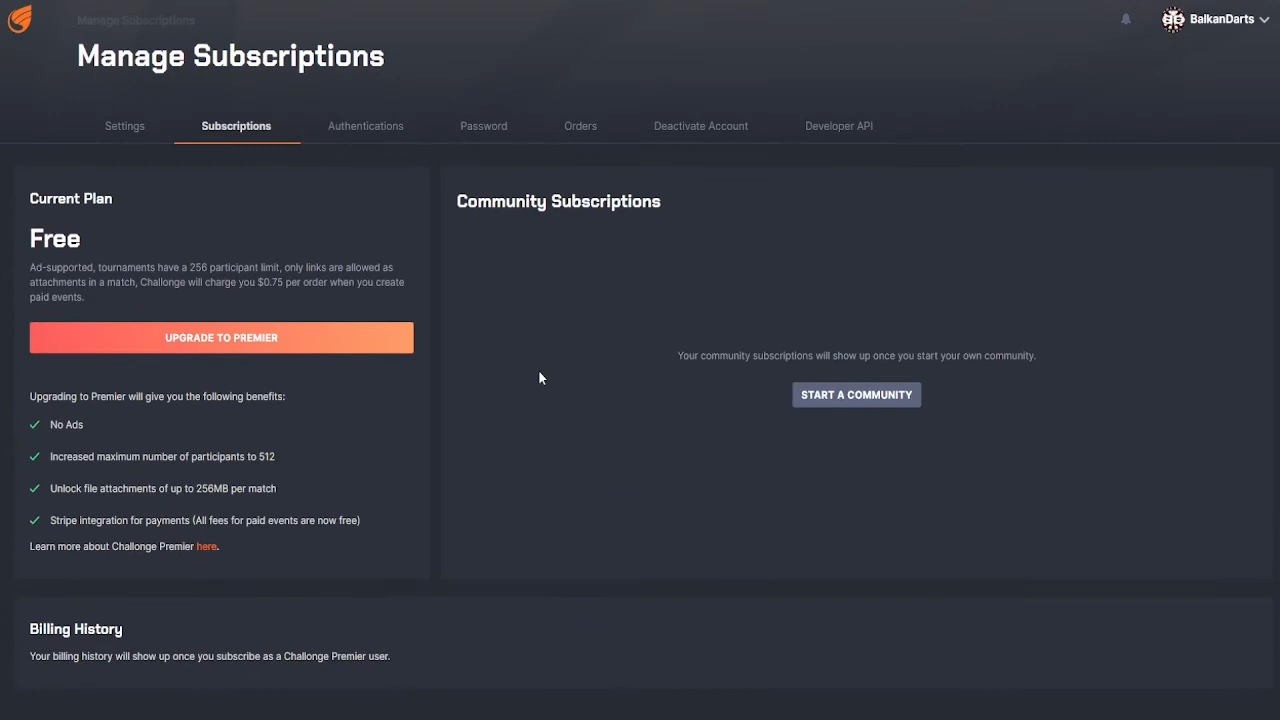 Manage Subscriptions
BalkanDarts
Manage Subscriptions
Settings
Subscriptions
Authentications
Password
Orders
Deactivate Account
Developer API
Current Plan
Free
Ad-supported, tournaments have a 256 participant limit, only links are allowed as
attachments in a match, Challonge will charge you $0.75 per order when you create
paid events.
UPGRADE TO PREMIER
Upgrading to Premier will give you the following benefits:
No Ads
Increased maximum number of participants to 512
Unlock file attachments of up to 256MB per match
Stripe integration for payments (All fees for paid events are now free)
Learn more about Challonge Premier here.
Community Subscriptions
Your community subscriptions will show up once you start your own community.
START A COMMUNITY
Billing History
Your billing history will show up once you subscribe as a Challonge Premier user.